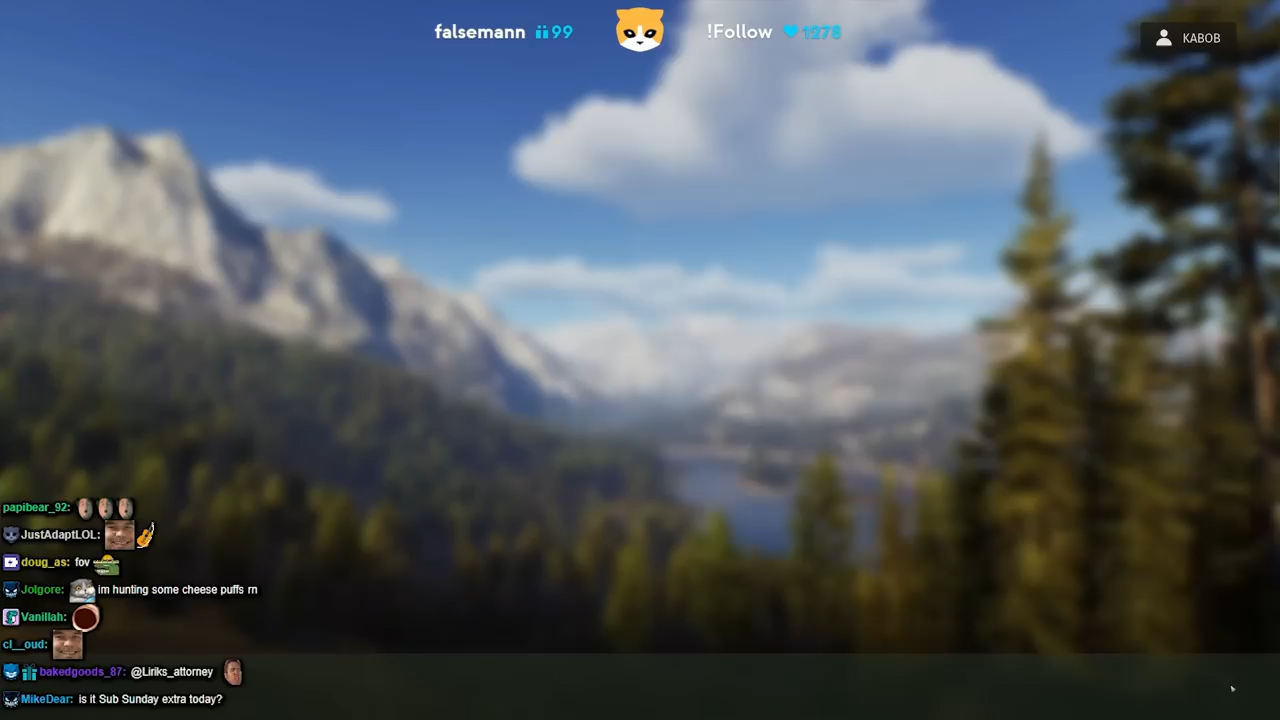 falsemann 99
!Follow 1278
KABOB
papibear_92:
JustAdaptLOL:
doug_as: fov
Jolgore: im hunting some cheese puffs rn
Vanillah:
cl__oud:
bakedgoods_87: @Liriks_attorney
MikeDear: is it Sub Sunday extra today?